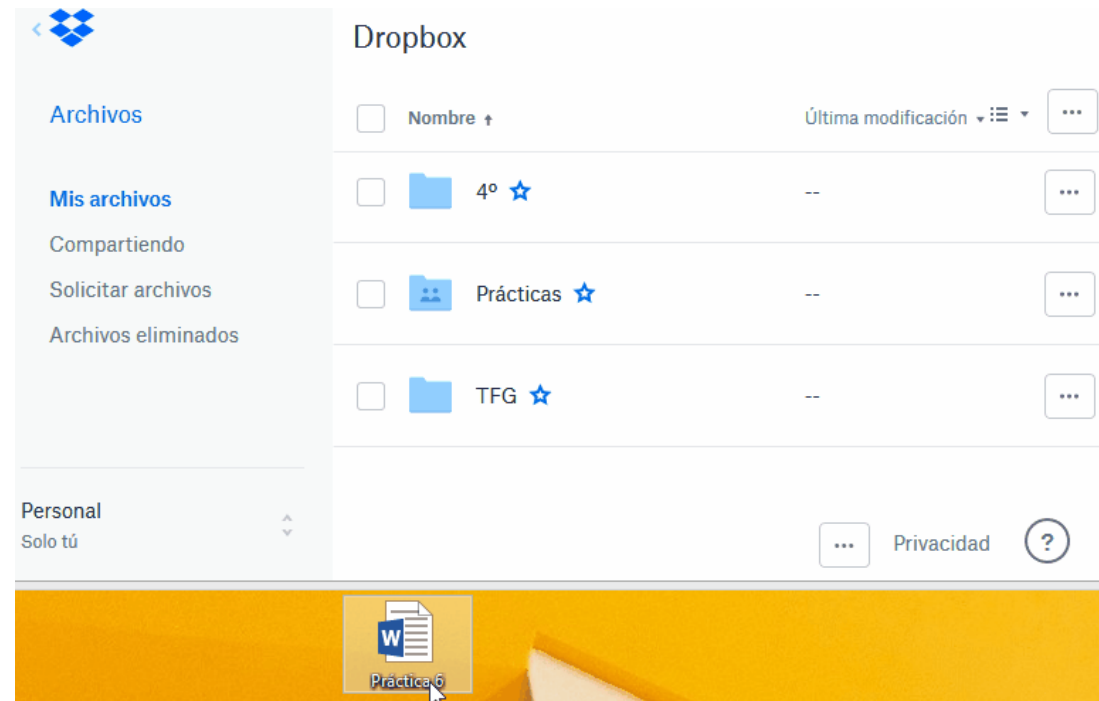 Dropbox
Archivos
Nombre ↑
Última modificación
Mis archivos
Compartiendo
Solicitar archivos
Archivos eliminados
4º
--
Prácticas
--
TFG
--
Personal
Solo tú
Privacidad
?
W
Práctica 6